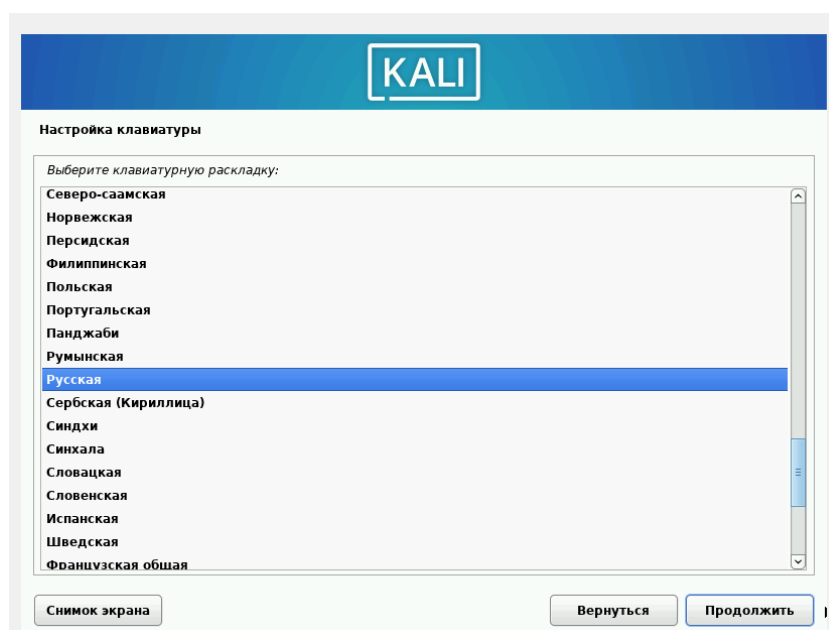 KALI
Настройка клавиатуры
Выберите клавиатурную раскладку:
Северо-саамская
Норвежская
Персидская
Филиппинская
Польская
Португальская
Панджаби
Румынская
Русская
Сербская (Кириллица)
Синдхи
Синхала
Словацкая
Словенская
Испанская
Шведская
Французская общая
Снимок экрана Вернуться Продолжить